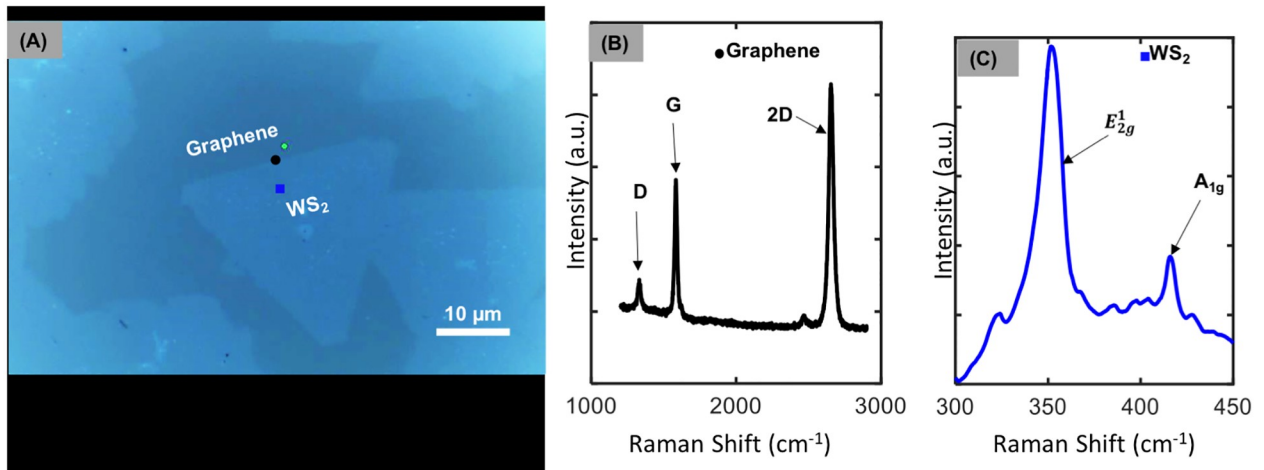 (A)
Graphene
WS₂
10 µm
(B)
●Graphene
D
G
2D
Intensity (a.u.)
1000
2000
3000
Raman Shift (cm⁻¹)
(C)
■WS₂
E¹₂g
A₁g
Intensity (a.u.)
300
350
400
450
Raman Shift (cm⁻¹)